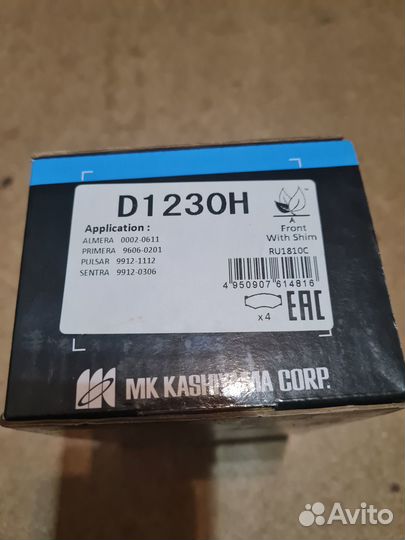 D1230H
Application :
ALMERA 0002-0611
PRIMERA 9606-0201
PULSAR 9912-1112
SENTRA 9912-0306
A
Front
With Shim
RU1810C
4 950907 614816
x4
EAC
MK KASHIYAMA CORP.
Avito